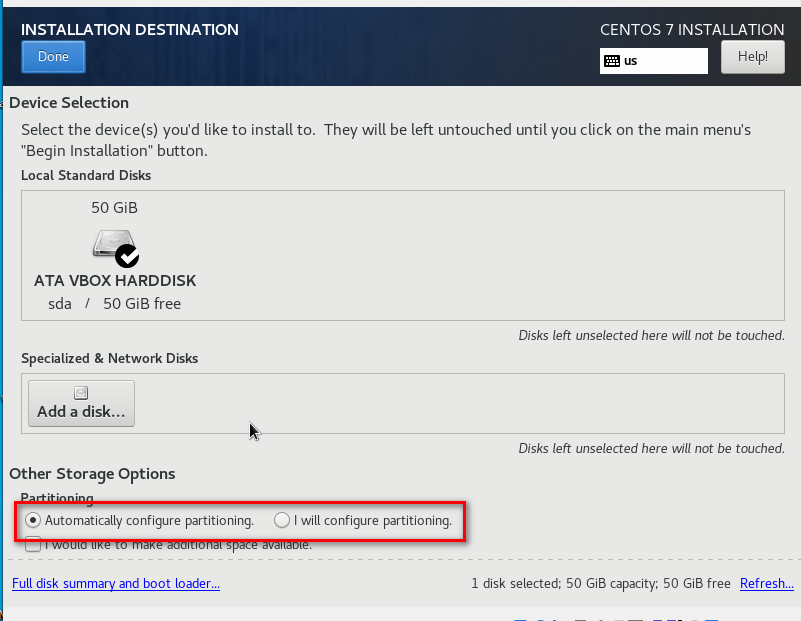 INSTALLATION DESTINATION
CENTOS 7 INSTALLATION
Done
us
Help!
Device Selection
Select the device(s) you'd like to install to.  They will be left untouched until you click on the main menu's
"Begin Installation" button.
Local Standard Disks
50 GiB
ATA VBOX HARDDISK
sda / 50 GiB free
Disks left unselected here will not be touched.
Specialized & Network Disks
Add a disk...
Disks left unselected here will not be touched.
Other Storage Options
Partitioning
Automatically configure partitioning. I will configure partitioning.
I would like to make additional space available.
Full disk summary and boot loader... 1 disk selected; 50 GiB capacity; 50 GiB free Refresh...